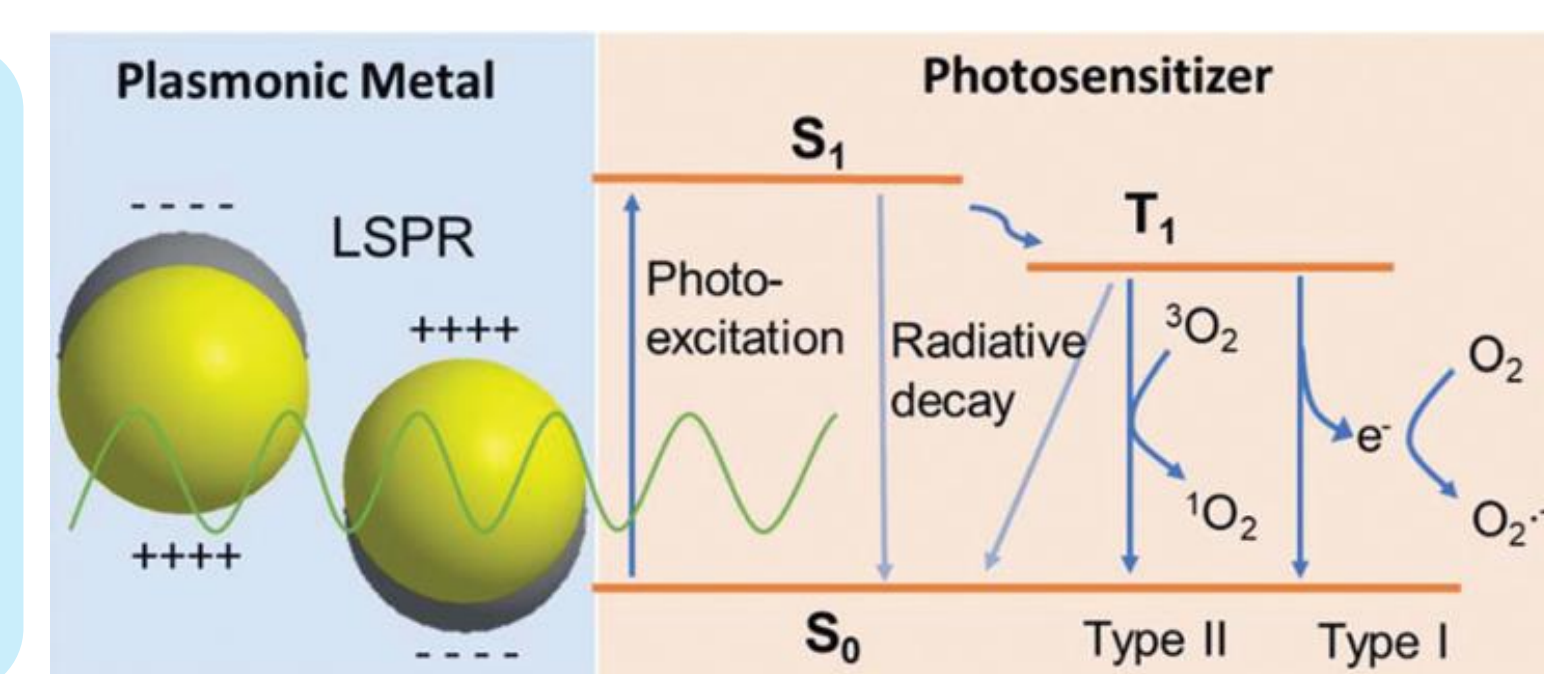 Plasmonic Metal
- - - -
LSPR
++++
++++
- - - -
Photosensitizer
S₁
T₁
Photo-
excitation
Radiative
decay
³O₂
¹O₂
e⁻
O₂
O₂·⁻
S₀
Type II
Type I